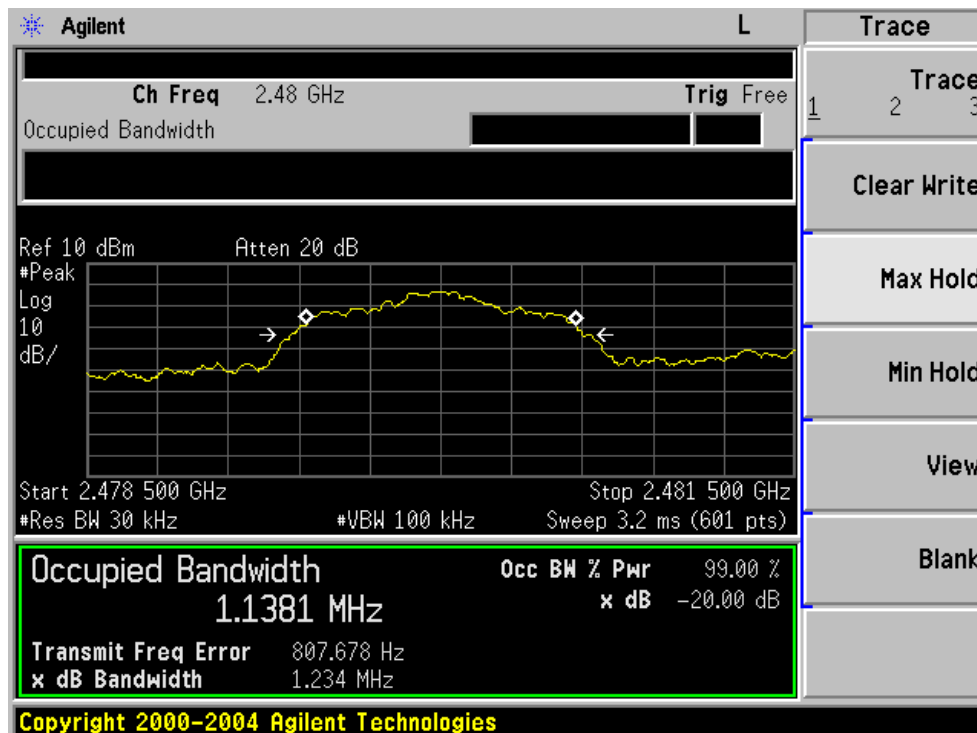 Agilent L Trace
Ch Freq 2.48 GHz Trig Free
Occupied Bandwidth
Trace
1 2 3
Clear Write
Max Hold
Min Hold
View
Blank
Ref 10 dBm Atten 20 dB
#Peak
Log
10
dB/
Start 2.478 500 GHz Stop 2.481 500 GHz
#Res BW 30 kHz #VBW 100 kHz Sweep 3.2 ms (601 pts)
Occupied Bandwidth
1.1381 MHz
Occ BW % Pwr 99.00 %
x dB -20.00 dB
Transmit Freq Error 807.678 Hz
x dB Bandwidth 1.234 MHz
Copyright 2000-2004 Agilent Technologies